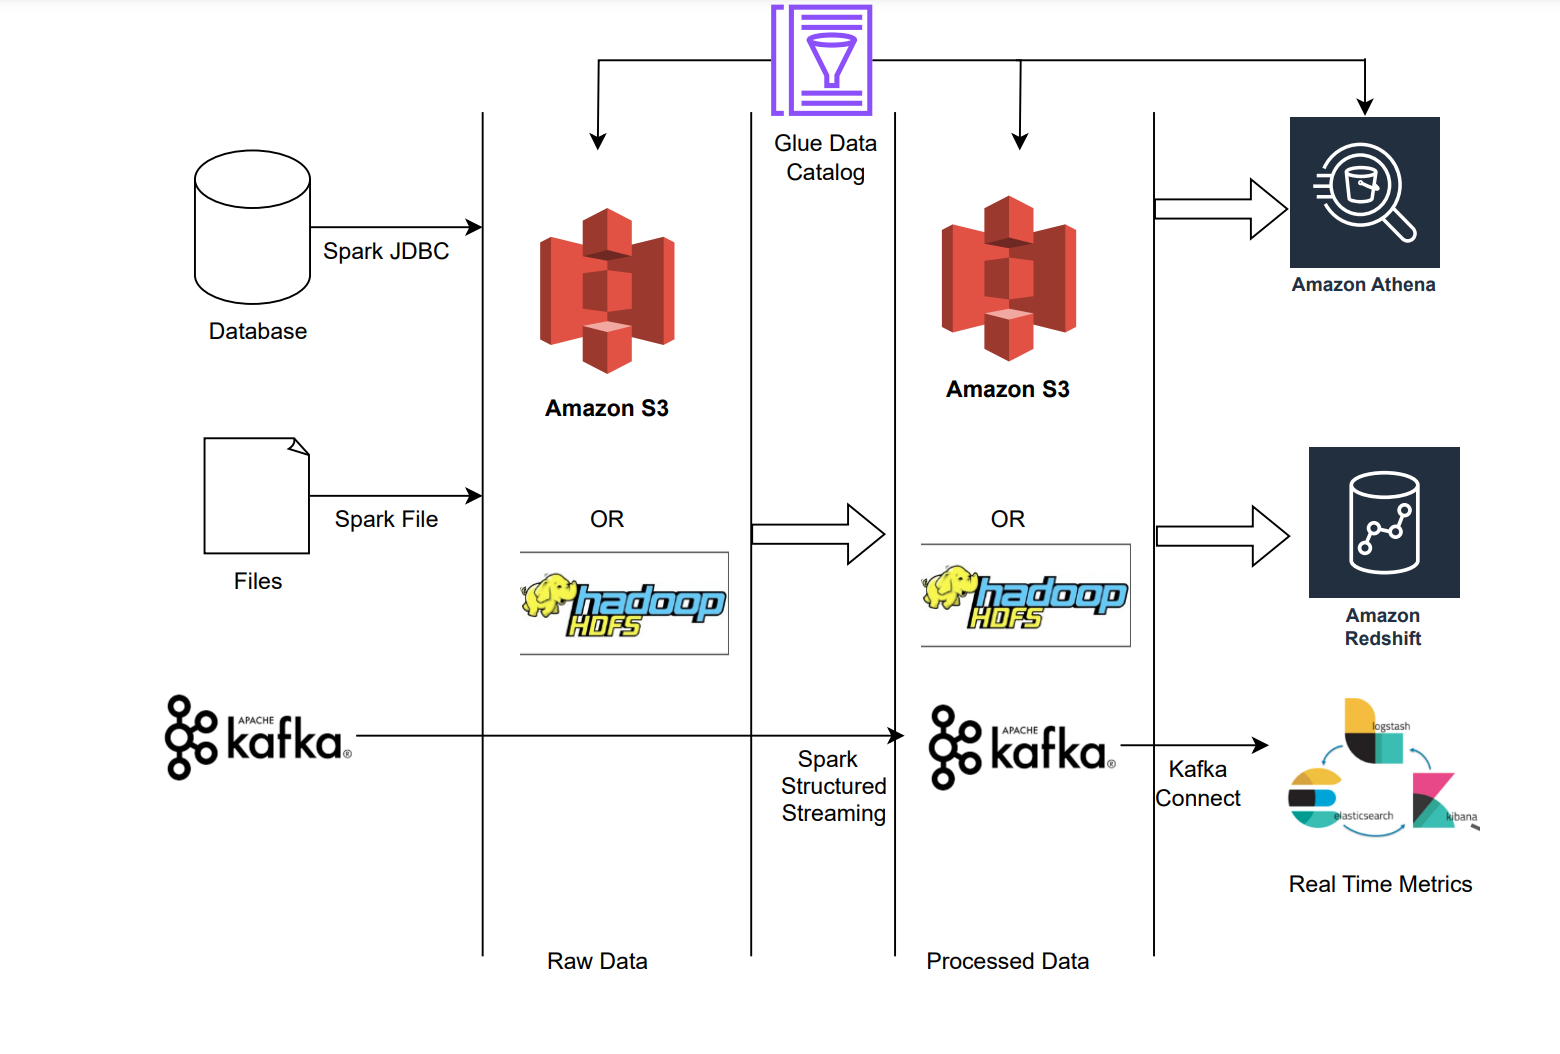 Glue Data
Catalog
Spark JDBC
Database
Amazon S3
Amazon S3
Amazon Athena
Spark File
Files
OR
hadoop
HDFS
OR
hadoop
HDFS
Amazon
Redshift
APACHE
kafka®
Spark
Structured
Streaming
APACHE
kafka®
Kafka
Connect
logstash
elasticsearch
kibana
Real Time Metrics
Raw Data
Processed Data